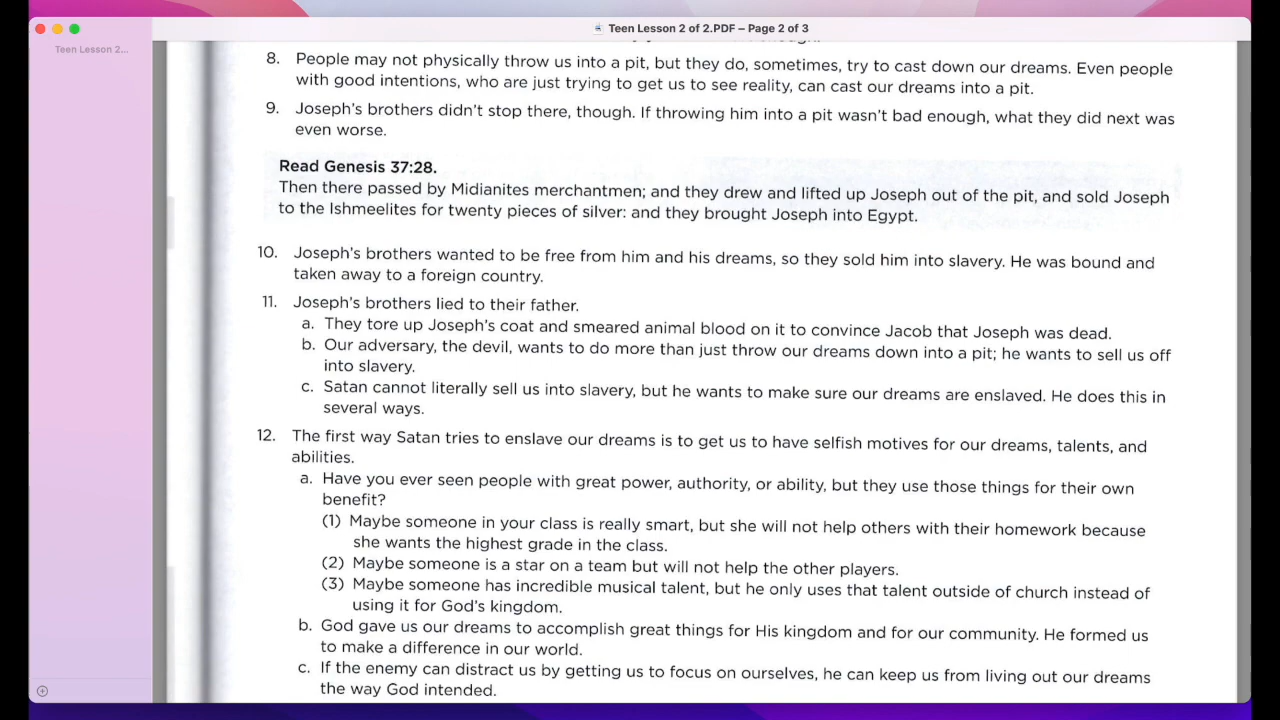 Teen Lesson 2 of 2.PDF – Page 2 of 3
Teen Lesson 2...
8. People may not physically throw us into a pit, but they do, sometimes, try to cast down our dreams. Even people
with good intentions, who are just trying to get us to see reality, can cast our dreams into a pit.
9. Joseph's brothers didn't stop there, though. If throwing him into a pit wasn't bad enough, what they did next was
even worse.
Read Genesis 37:28.
Then there passed by Midianites merchantmen; and they drew and lifted up Joseph out of the pit, and sold Joseph
to the Ishmeelites for twenty pieces of silver: and they brought Joseph into Egypt.
10. Joseph's brothers wanted to be free from him and his dreams, so they sold him into slavery. He was bound and
taken away to a foreign country.
11. Joseph's brothers lied to their father.
a. They tore up Joseph's coat and smeared animal blood on it to convince Jacob that Joseph was dead.
b. Our adversary, the devil, wants to do more than just throw our dreams down into a pit; he wants to sell us off
into slavery.
c. Satan cannot literally sell us into slavery, but he wants to make sure our dreams are enslaved. He does this in
several ways.
12. The first way Satan tries to enslave our dreams is to get us to have selfish motives for our dreams, talents, and
abilities.
a. Have you ever seen people with great power, authority, or ability, but they use those things for their own
benefit?
(1) Maybe someone in your class is really smart, but she will not help others with their homework because
she wants the highest grade in the class.
(2) Maybe someone is a star on a team but will not help the other players.
(3) Maybe someone has incredible musical talent, but he only uses that talent outside of church instead of
using it for God's kingdom.
b. God gave us our dreams to accomplish great things for His kingdom and for our community. He formed us
to make a difference in our world.
c. If the enemy can distract us by getting us to focus on ourselves, he can keep us from living out our dreams
the way God intended.